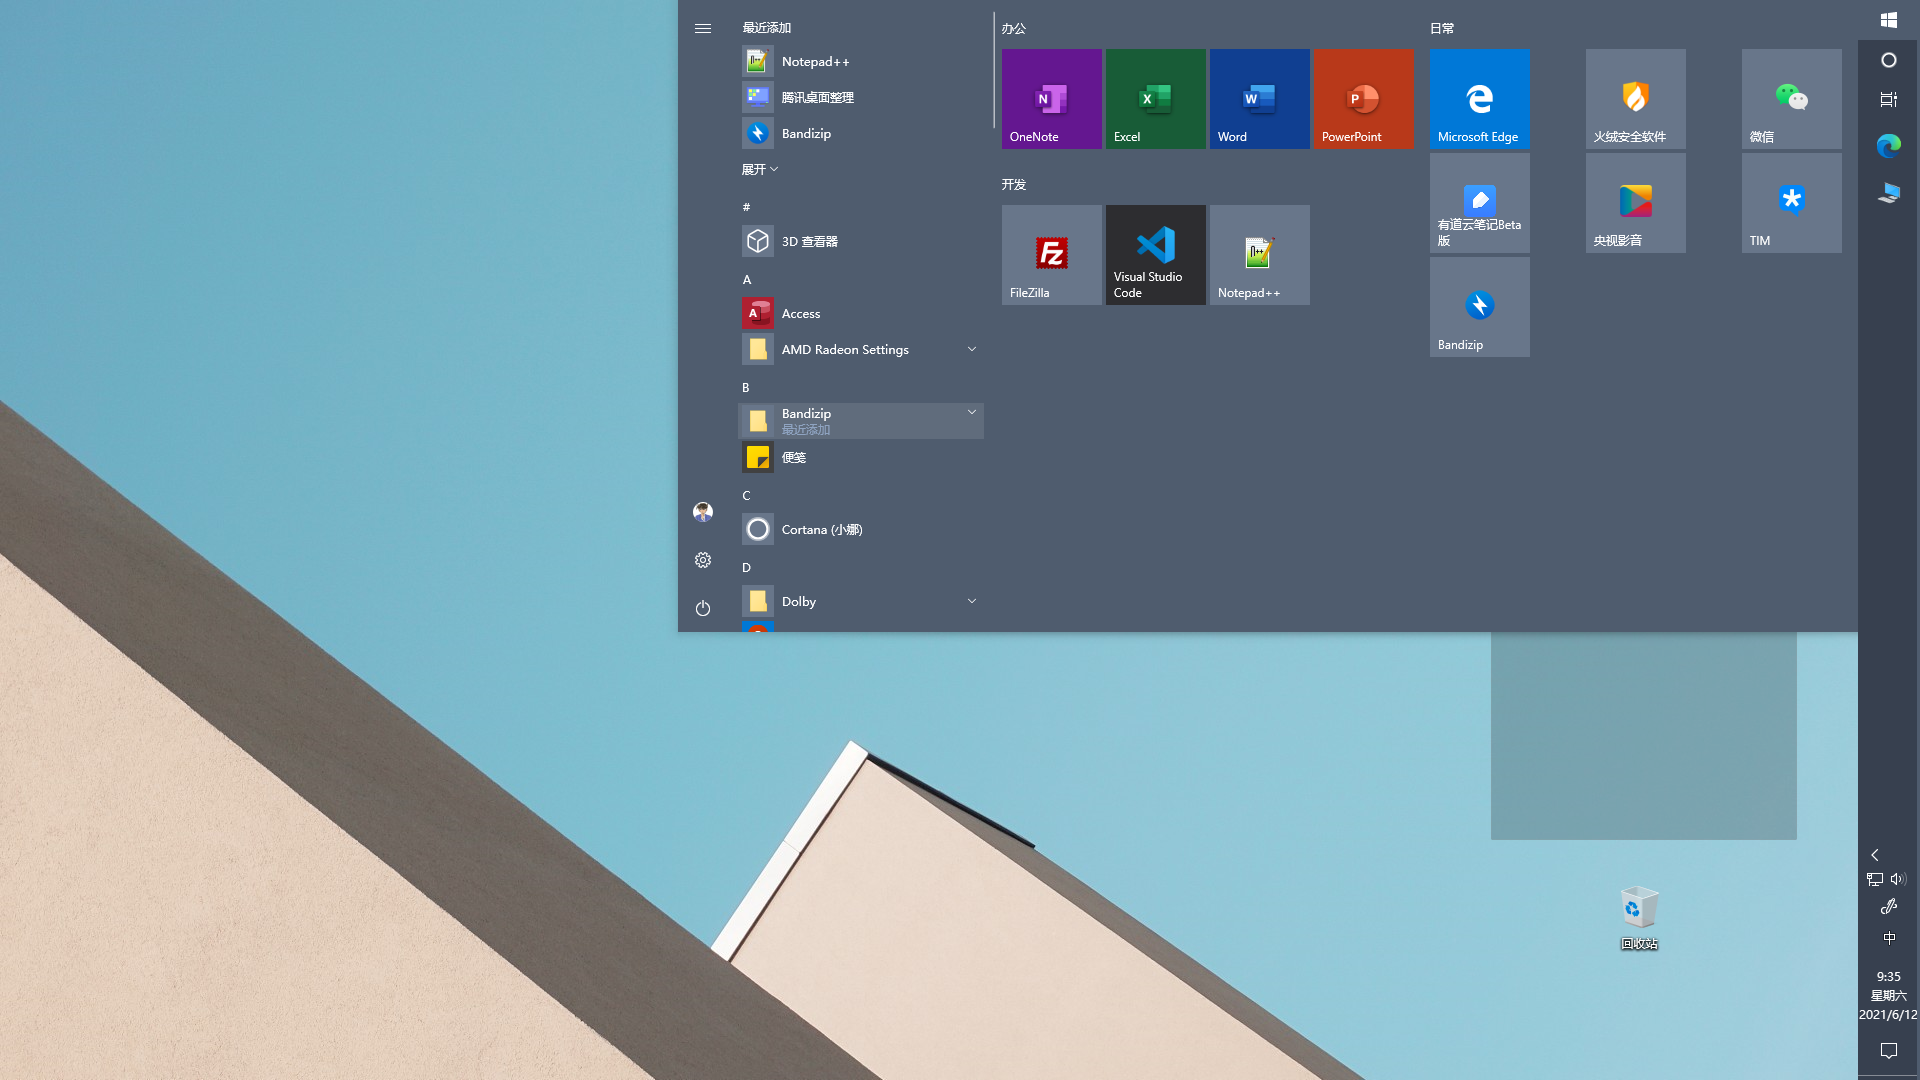 最近添加
Notepad++
腾讯桌面整理
Bandizip
展开
#
3D 查看器
A
Access
AMD Radeon Settings
B
Bandizip
最近添加
便笺
C
Cortana (小娜)
D
Dolby
办公
OneNote
Excel
Word
PowerPoint
开发
FileZilla
Visual Studio
Code
Notepad++
日常
Microsoft Edge
火绒安全软件
微信
有道云笔记Beta
版
央视影音
TIM
Bandizip
回收站
中
9:35
星期六
2021/6/12